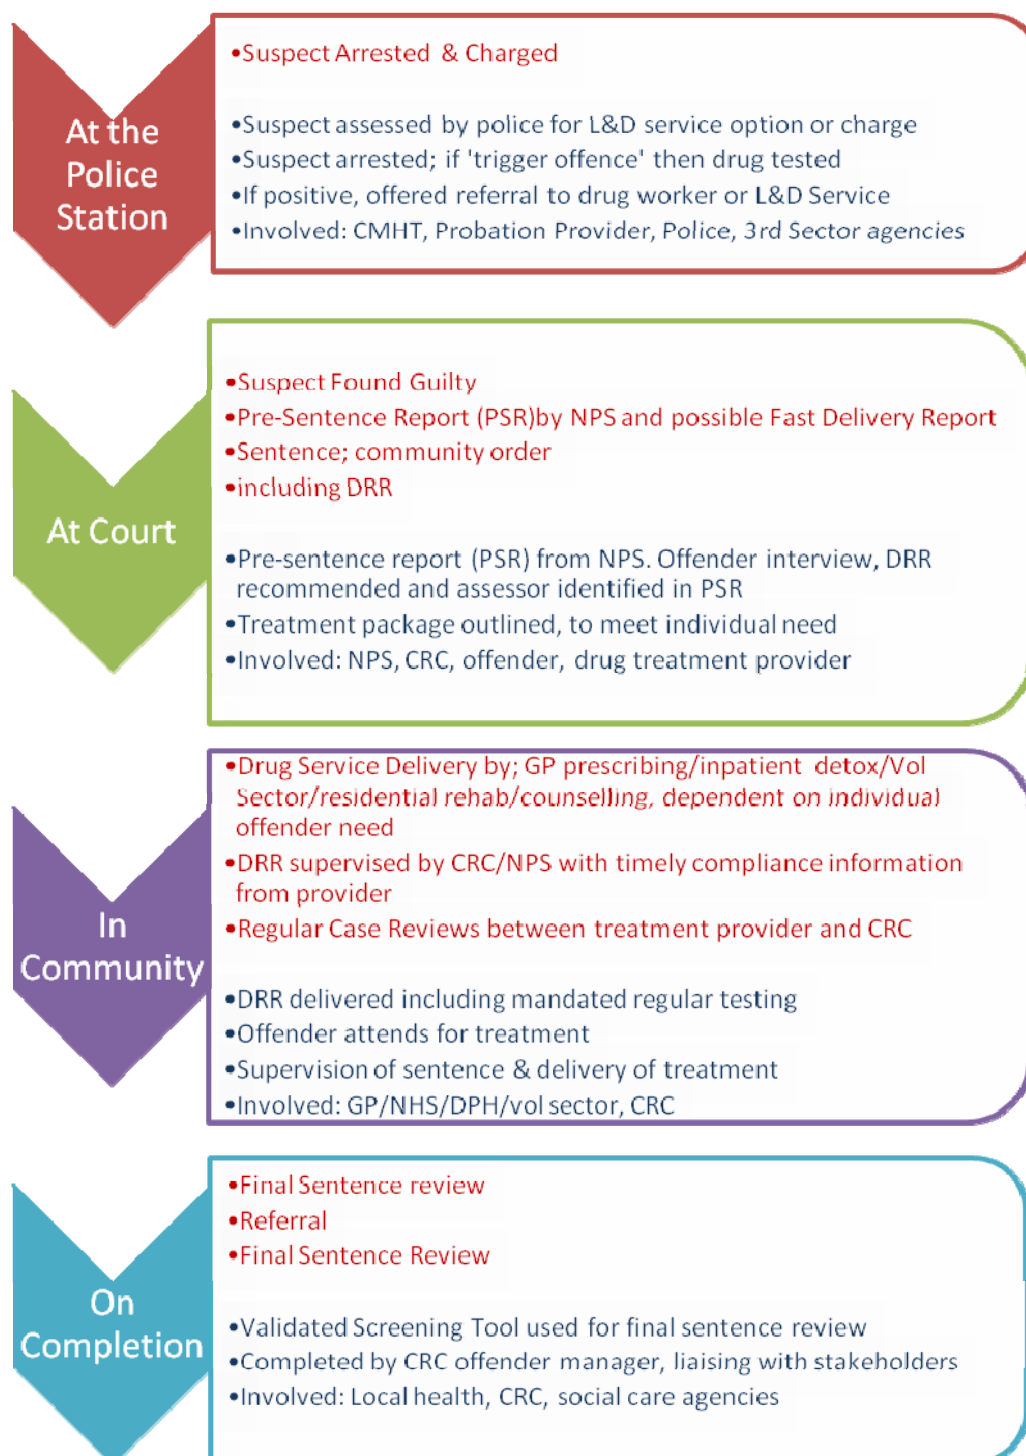 At the
Police
Station
•Suspect Arrested & Charged
•Suspect assessed by police for L&D service option or charge
•Suspect arrested; if 'trigger offence' then drug tested
•If positive, offered referral to drug worker or L&D Service
•Involved: CMHT, Probation Provider, Police, 3rd Sector agencies
At Court
•Suspect Found Guilty
•Pre-Sentence Report (PSR)by NPS and possible Fast Delivery Report
•Sentence; community order
•including DRR
•Pre-sentence report (PSR) from NPS. Offender interview, DRR
recommended and assessor identified in PSR
•Treatment package outlined, to meet individual need
•Involved: NPS, CRC, offender, drug treatment provider
In
Community
•Drug Service Delivery by; GP prescribing/inpatient detox/Vol
Sector/residential rehab/counselling, dependent on individual
offender need
•DRR supervised by CRC/NPS with timely compliance information
from provider
•Regular Case Reviews between treatment provider and CRC
•DRR delivered including mandated regular testing
•Offender attends for treatment
•Supervision of sentence & delivery of treatment
•Involved: GP/NHS/DPH/vol sector, CRC
On
Completion
•Final Sentence review
•Referral
•Final Sentence Review
•Validated Screening Tool used for final sentence review
•Completed by CRC offender manager, liaising with stakeholders
•Involved: Local health, CRC, social care agencies